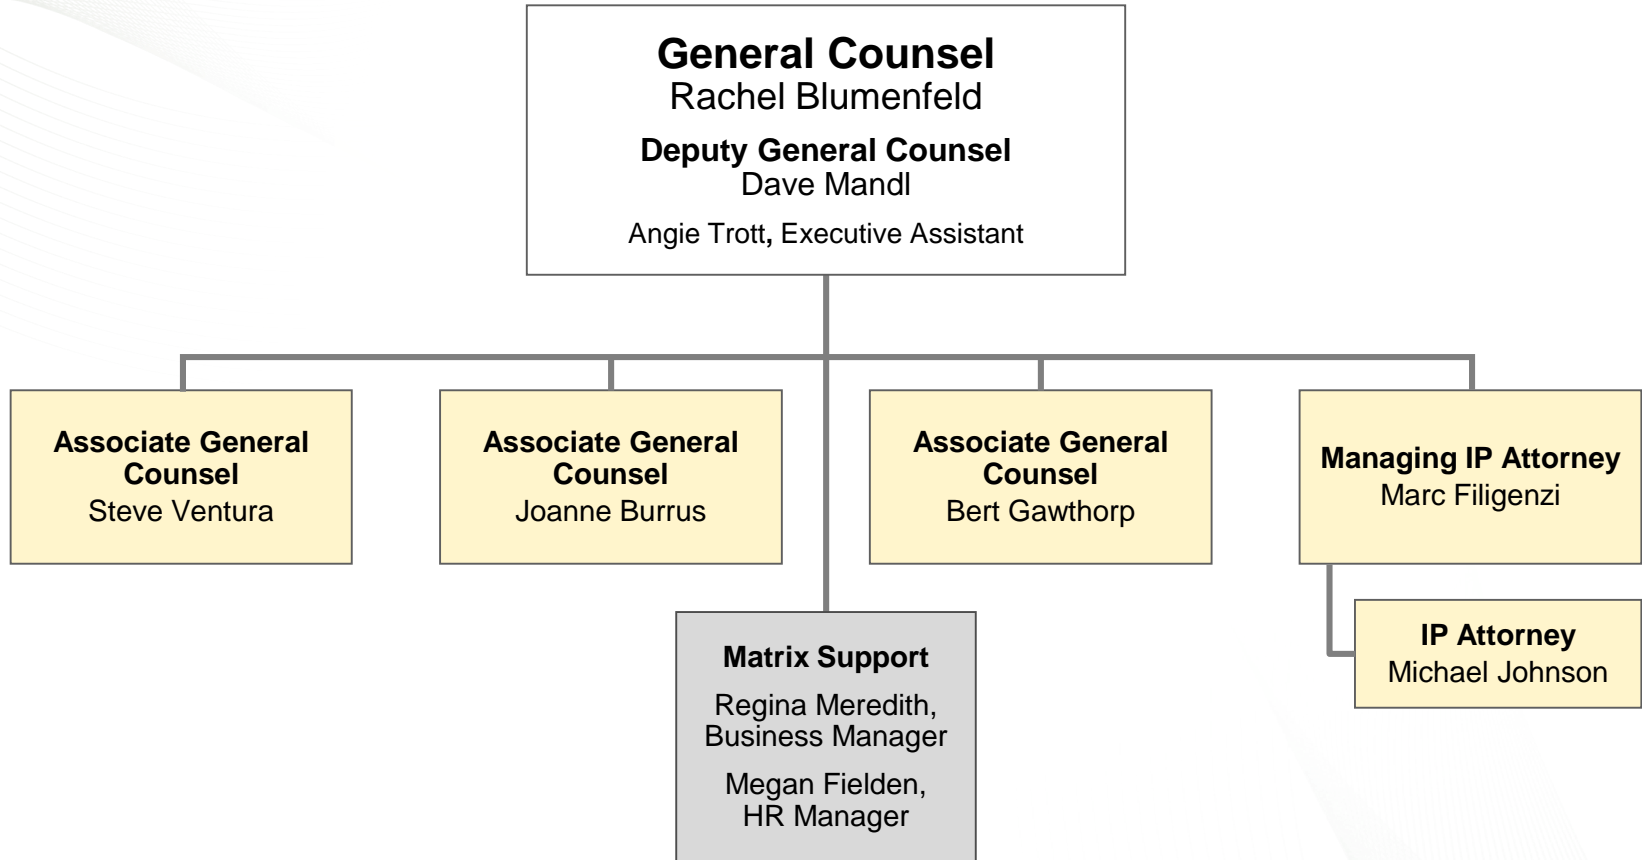 General Counsel
Rachel Blumenfeld
Deputy General Counsel
Dave Mandl
Angie Trott, Executive Assistant
Associate General
Counsel
Steve Ventura
Associate General
Counsel
Joanne Burrus
Associate General
Counsel
Bert Gawthorp
Managing IP Attorney
Marc Filigenzi
IP Attorney
Michael Johnson
Matrix Support
Regina Meredith,
Business Manager
Megan Fielden,
HR Manager